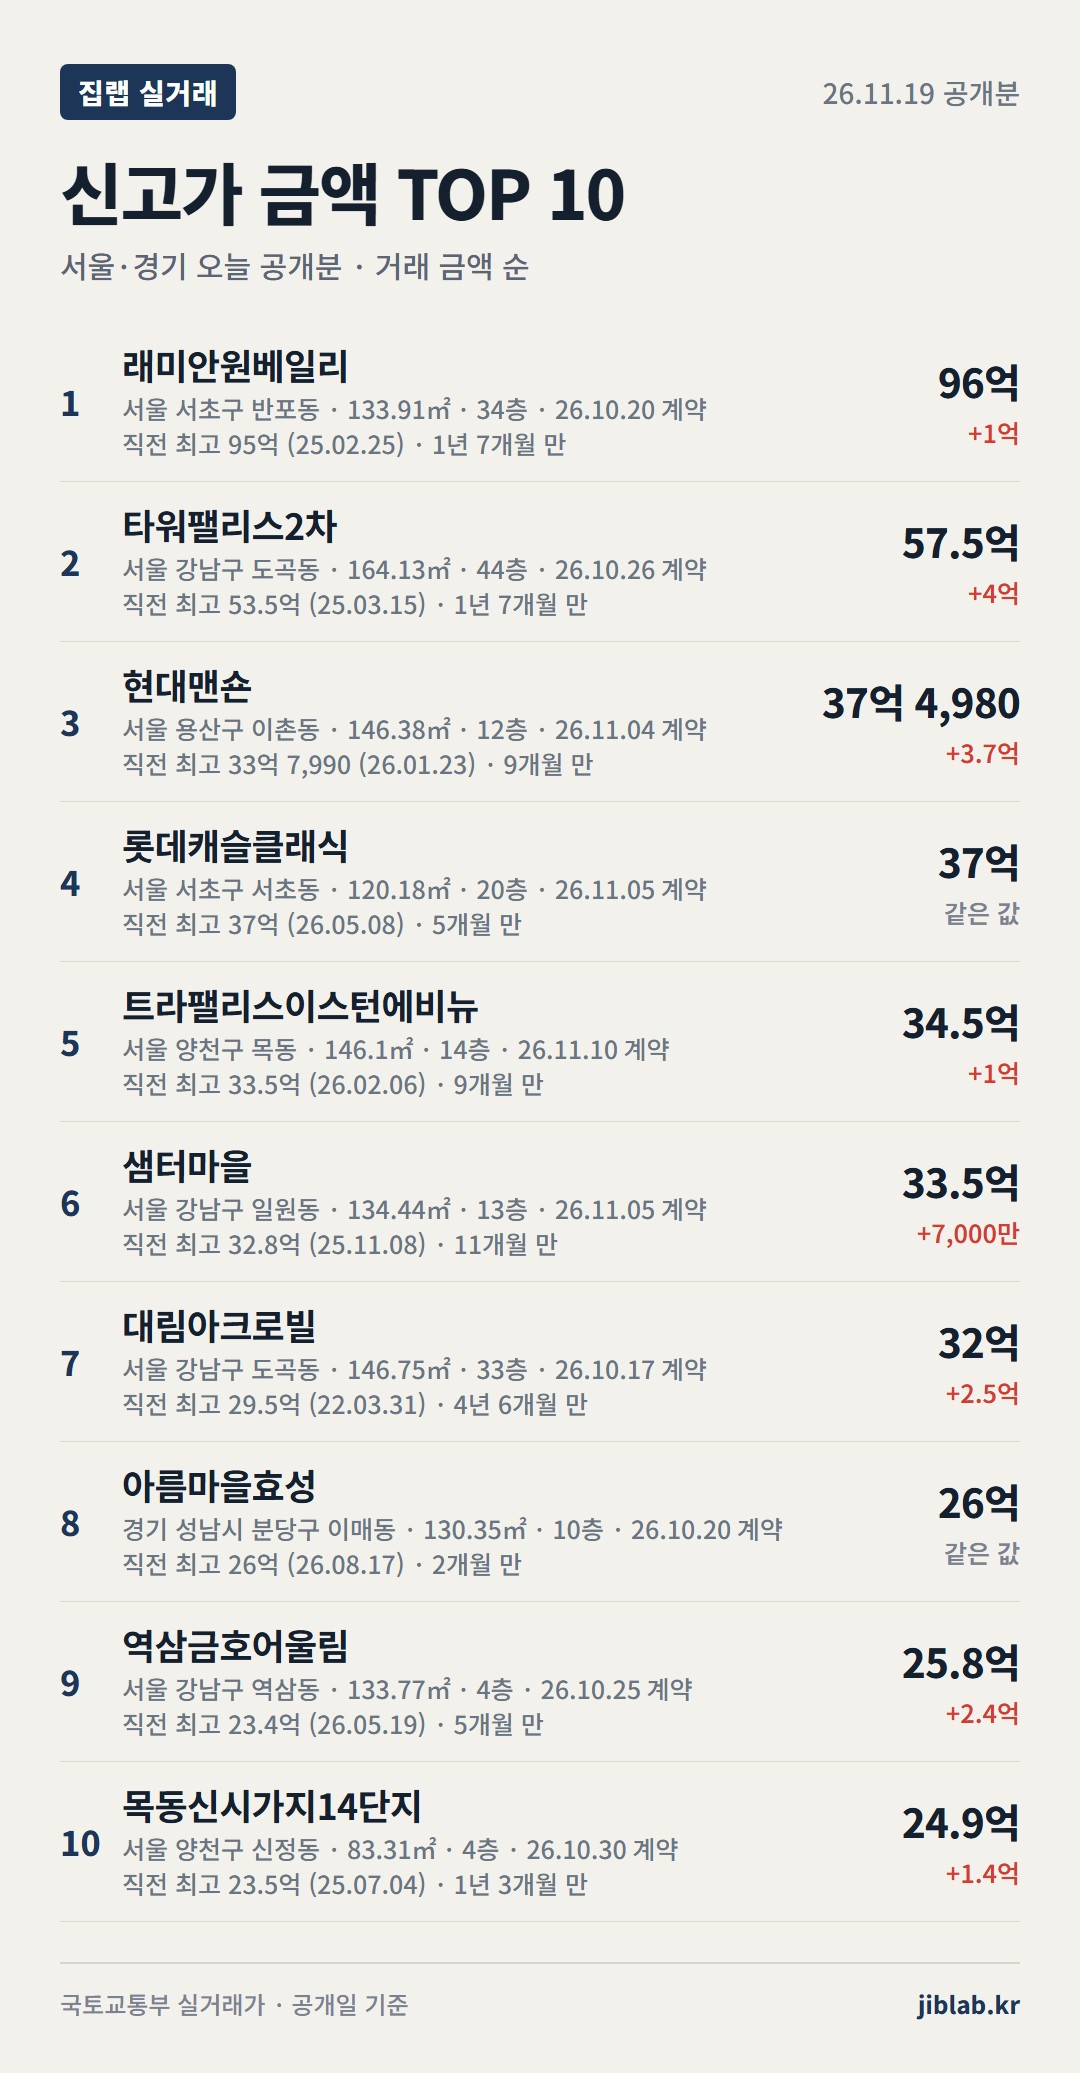 집랩 실거래
26.11.19 공개분
신고가 금액 TOP 10
서울·경기 오늘 공개분 · 거래 금액 순
1
래미안원베일리
서울 서초구 반포동 · 133.91㎡ · 34층 · 26.10.20 계약
직전 최고 95억 (25.02.25) · 1년 7개월 만
96억
+1억
2
타워팰리스2차
서울 강남구 도곡동 · 164.13㎡ · 44층 · 26.10.26 계약
직전 최고 53.5억 (25.03.15) · 1년 7개월 만
57.5억
+4억
3
현대맨숀
서울 용산구 이촌동 · 146.38㎡ · 12층 · 26.11.04 계약
직전 최고 33억 7,990 (26.01.23) · 9개월 만
37억 4,980
+3.7억
4
롯데캐슬클래식
서울 서초구 서초동 · 120.18㎡ · 20층 · 26.11.05 계약
직전 최고 37억 (26.05.08) · 5개월 만
37억
같은 값
5
트라팰리스이스턴에비뉴
서울 양천구 목동 · 146.1㎡ · 14층 · 26.11.10 계약
직전 최고 33.5억 (26.02.06) · 9개월 만
34.5억
+1억
6
샘터마을
서울 강남구 일원동 · 134.44㎡ · 13층 · 26.11.05 계약
직전 최고 32.8억 (25.11.08) · 11개월 만
33.5억
+7,000만
7
대림아크로빌
서울 강남구 도곡동 · 146.75㎡ · 33층 · 26.10.17 계약
직전 최고 29.5억 (22.03.31) · 4년 6개월 만
32억
+2.5억
8
아름마을효성
경기 성남시 분당구 이매동 · 130.35㎡ · 10층 · 26.10.20 계약
직전 최고 26억 (26.08.17) · 2개월 만
26억
같은 값
9
역삼금호어울림
서울 강남구 역삼동 · 133.77㎡ · 4층 · 26.10.25 계약
직전 최고 23.4억 (26.05.19) · 5개월 만
25.8억
+2.4억
10
목동신시가지14단지
서울 양천구 신정동 · 83.31㎡ · 4층 · 26.10.30 계약
직전 최고 23.5억 (25.07.04) · 1년 3개월 만
24.9억
+1.4억
국토교통부 실거래가 · 공개일 기준
jiblab.kr